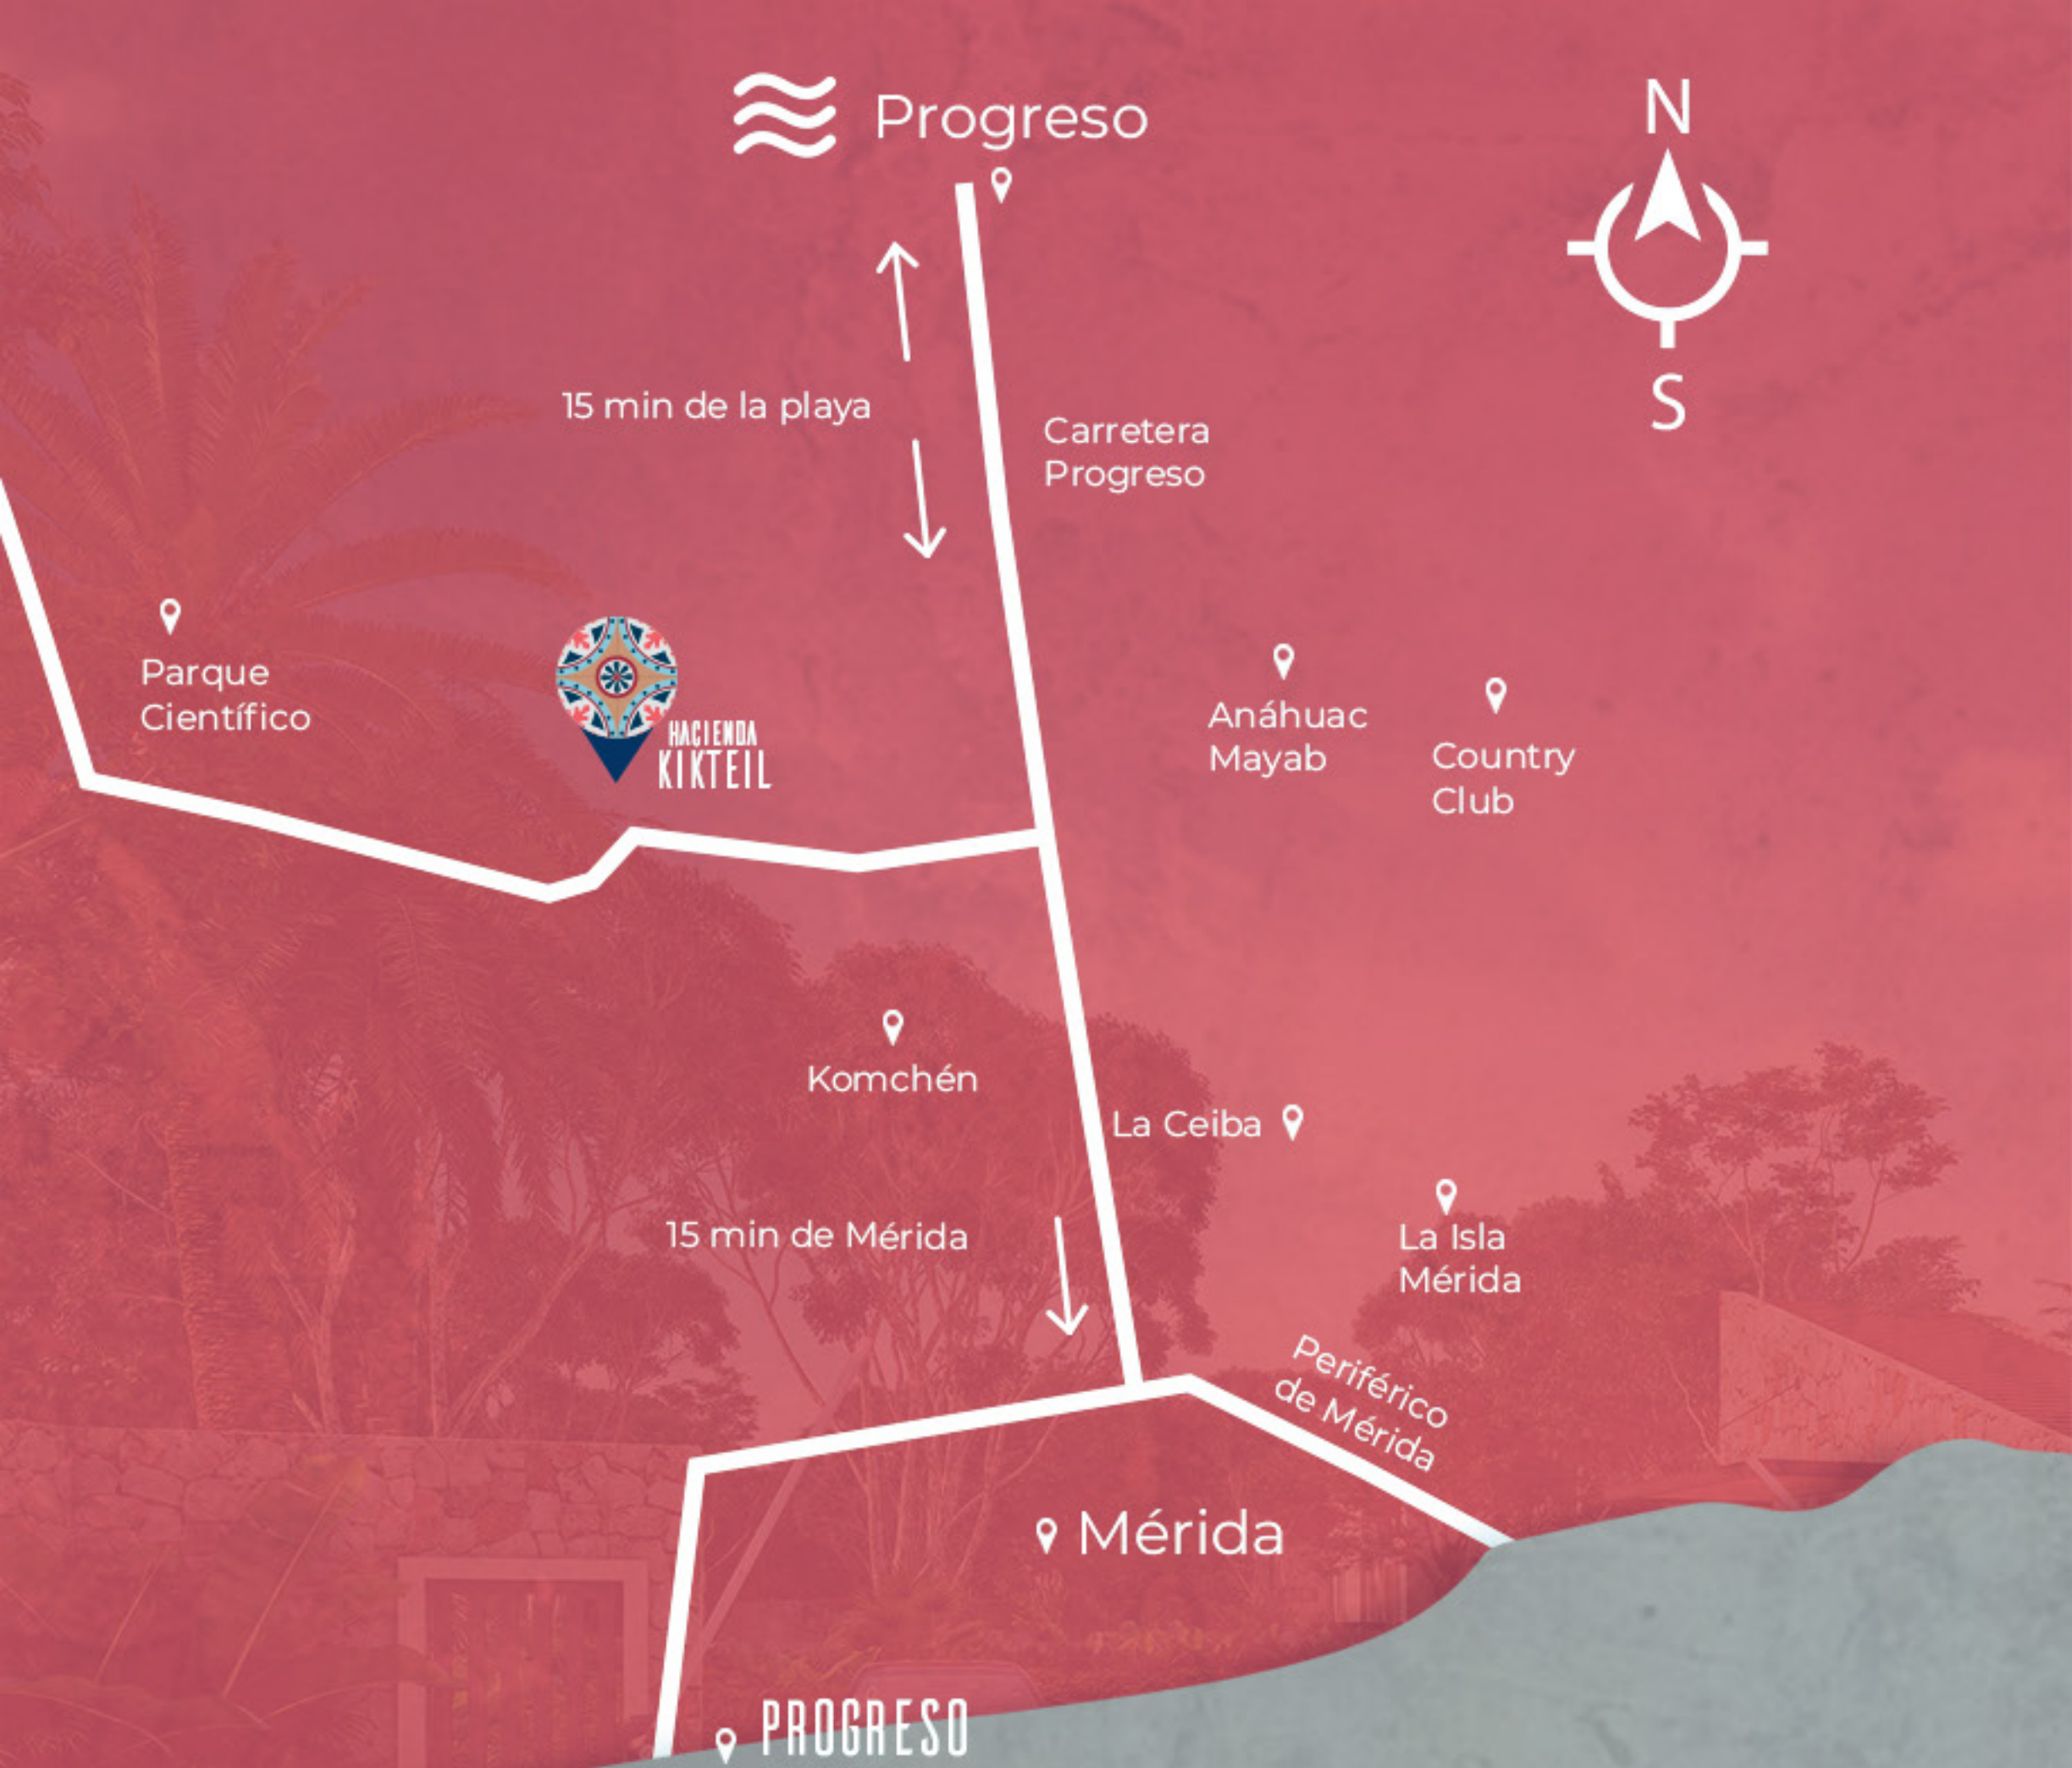 Progreso
N
S
15 min de la playa
Carretera
Progreso
Parque
Científico
HACIENDA
KIKTEIL
Anáhuac
Mayab
Country
Club
Komchén
La Ceiba
15 min de Mérida
La Isla
Mérida
Periférico
de Mérida
Mérida
PROGRESO